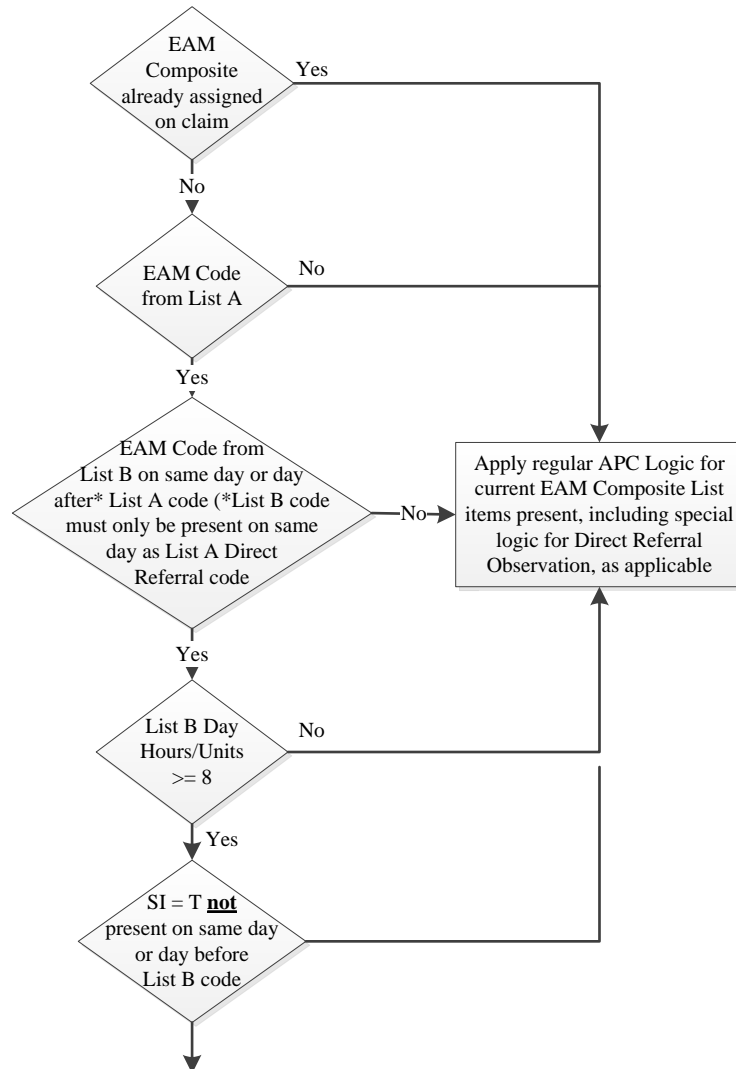 EAM
Composite
already assigned
on claim
Yes
No
EAM Code
from List A
No
Yes
EAM Code from
List B on same day or day
after* List A code (*List B code
must only be present on same
day as List A Direct
Referral code
No
Apply regular APC Logic for
current EAM Composite List
items present, including special
logic for Direct Referral
Observation, as applicable
Yes
List B Day
Hours/Units
>= 8
No
Yes
SI = T not
present on same day
or day before
List B code